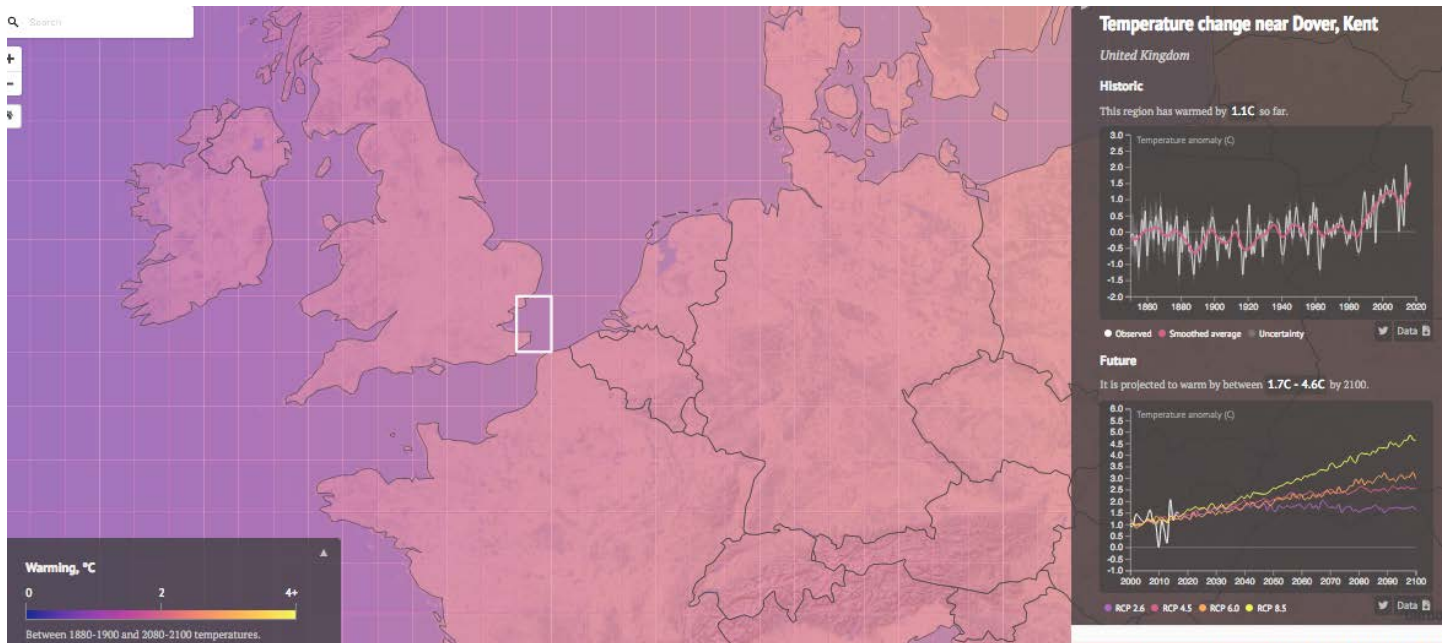 Search
+
-
Warming, °C
0 2 4+
Between 1880-1900 and 2080-2100 temperatures.
Temperature change near Dover, Kent
United Kingdom
Historic
This region has warmed by 1.1C so far.
Temperature anomaly (C)
3.0
2.5
2.0
1.5
1.0
0.5
0.0
-0.5
-1.0
-1.5
-2.0
1860 1880 1900 1920 1940 1960 1980 2000 2020
Observed Smoothed average Uncertainty
Data
Future
It is projected to warm by between 1.7C - 4.6C by 2100.
Temperature anomaly (C)
6.0
5.5
5.0
4.5
4.0
3.5
3.0
2.5
2.0
1.5
1.0
0.5
0.0
-0.5
-1.0
2000 2010 2020 2030 2040 2050 2060 2070 2080 2090 2100
RCP 2.6 RCP 4.5 RCP 6.0 RCP 8.5
Data